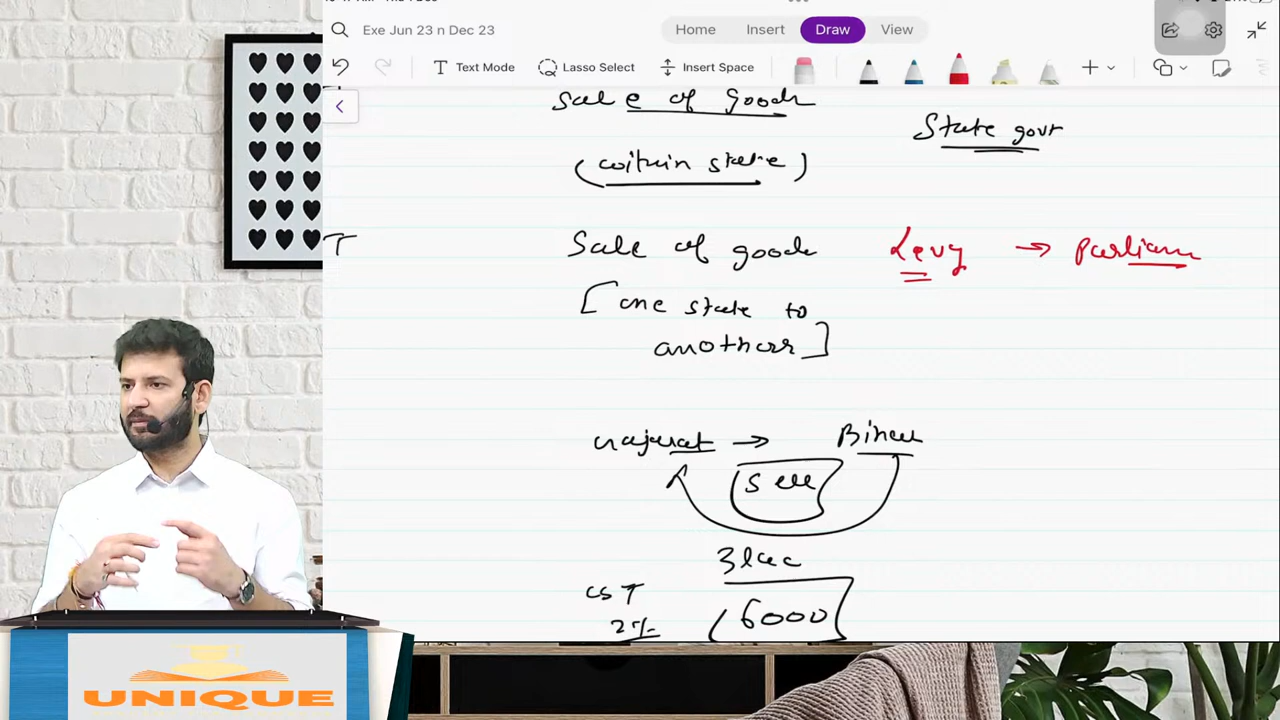 Exe Jun 23 n Dec 23
Home Insert Draw View
Text Mode Lasso Select Insert Space
Sale of goods
State govt
(within state)
T
Sale of goods Levy → Parliam
[one state to
another]
Gujarat → Bihar
Sell
3 lac
CST
2%
6000
UNIQUE